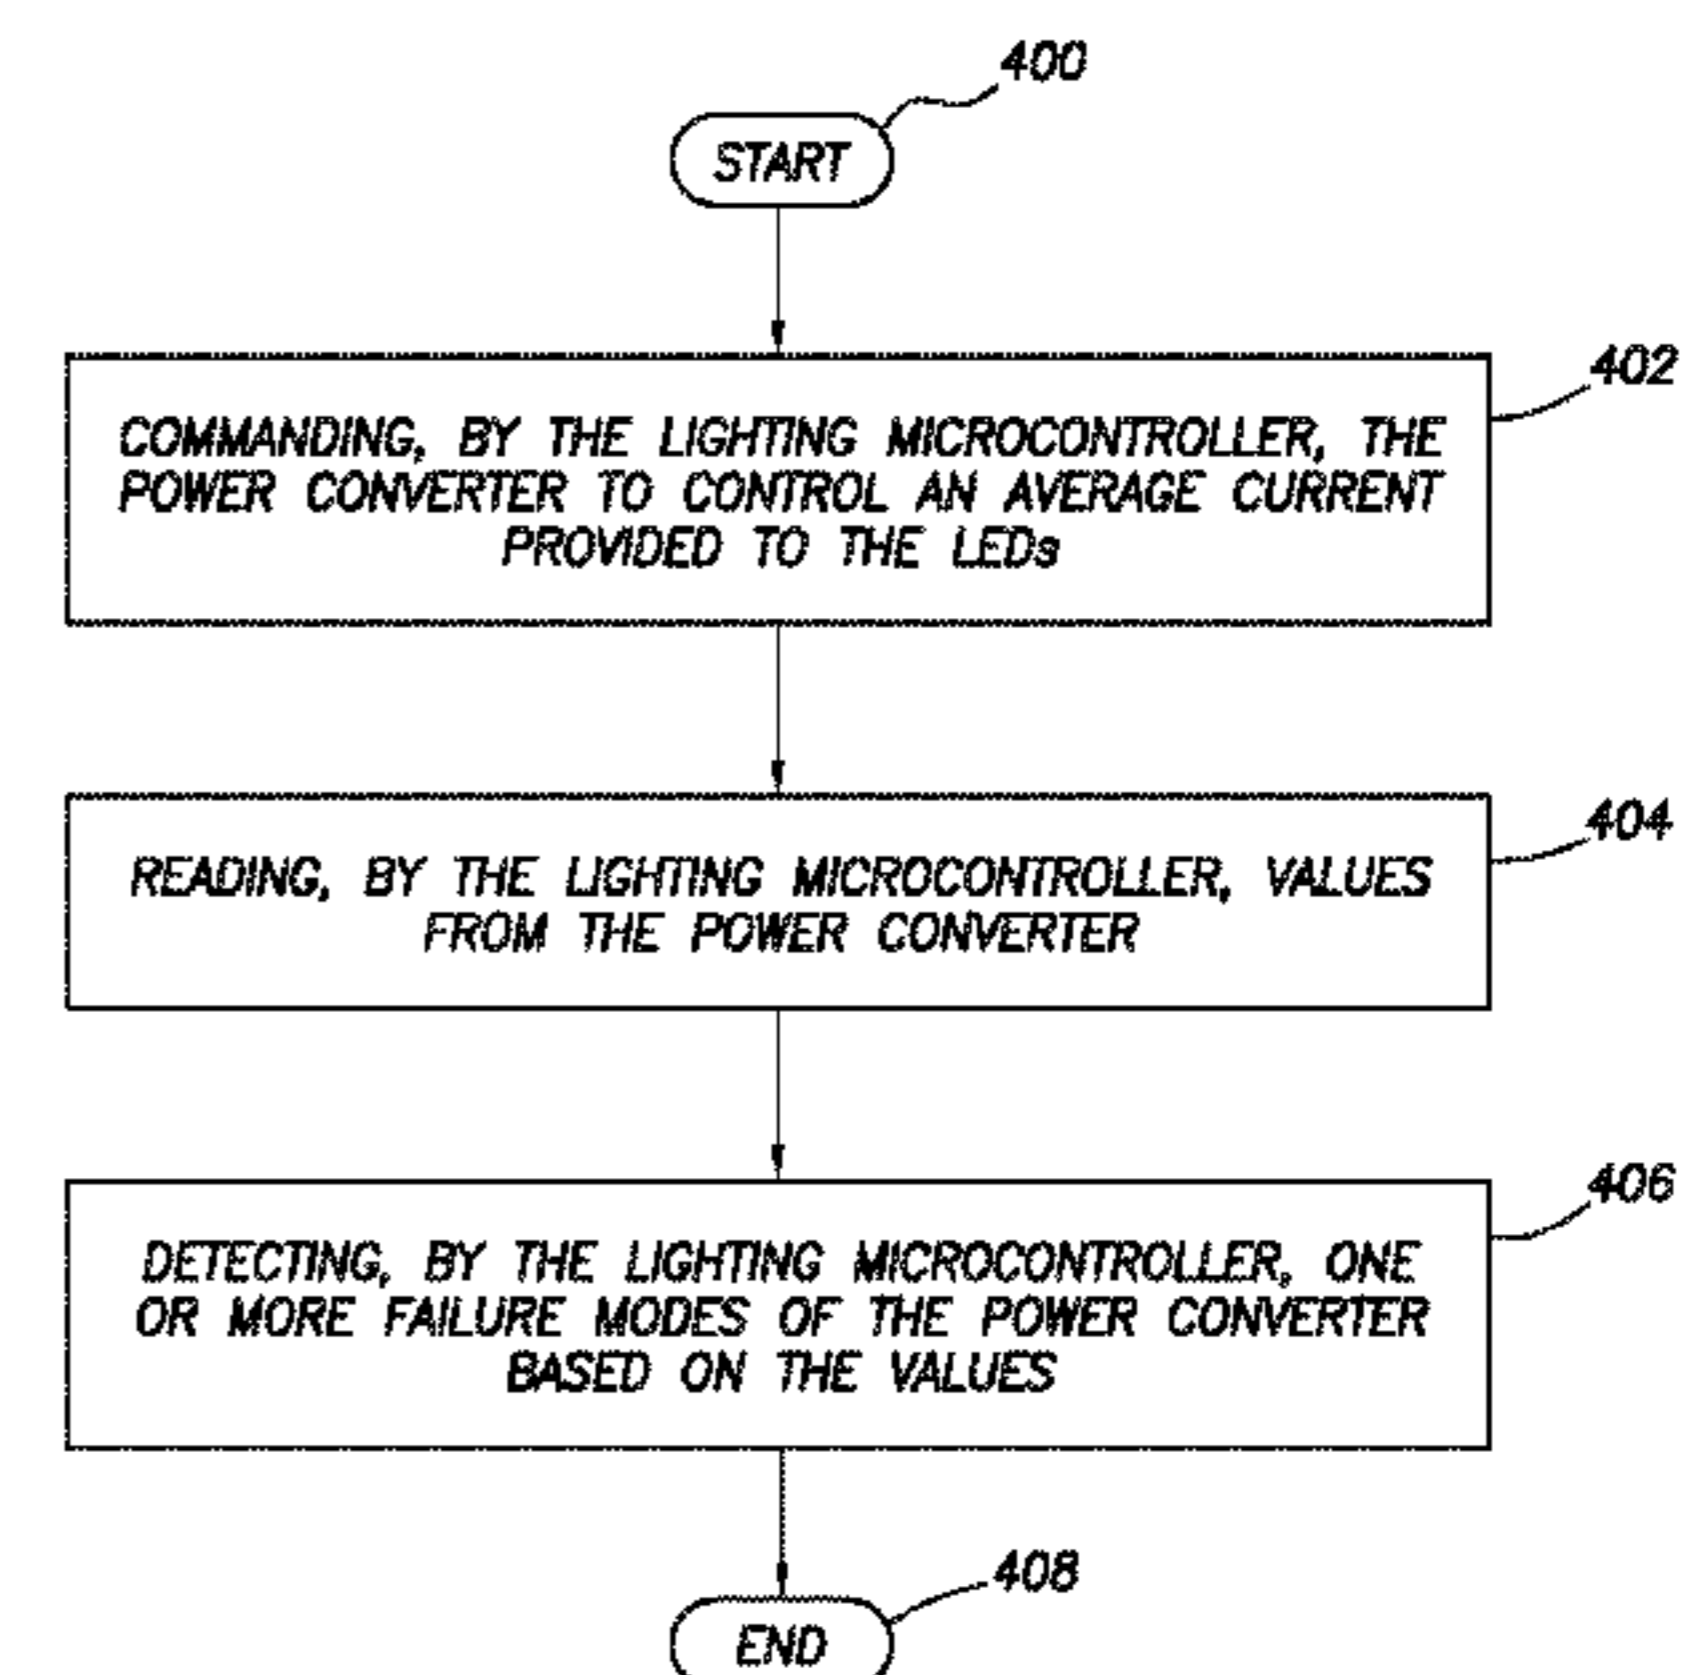 400
START
402
COMMANDING, BY THE LIGHTING MICROCONTROLLER, THE
POWER CONVERTER TO CONTROL AN AVERAGE CURRENT
PROVIDED TO THE LEDs
404
READING, BY THE LIGHTING MICROCONTROLLER, VALUES
FROM THE POWER CONVERTER
406
DETECTING, BY THE LIGHTING MICROCONTROLLER, ONE
OR MORE FAILURE MODES OF THE POWER CONVERTER
BASED ON THE VALUES
408
END